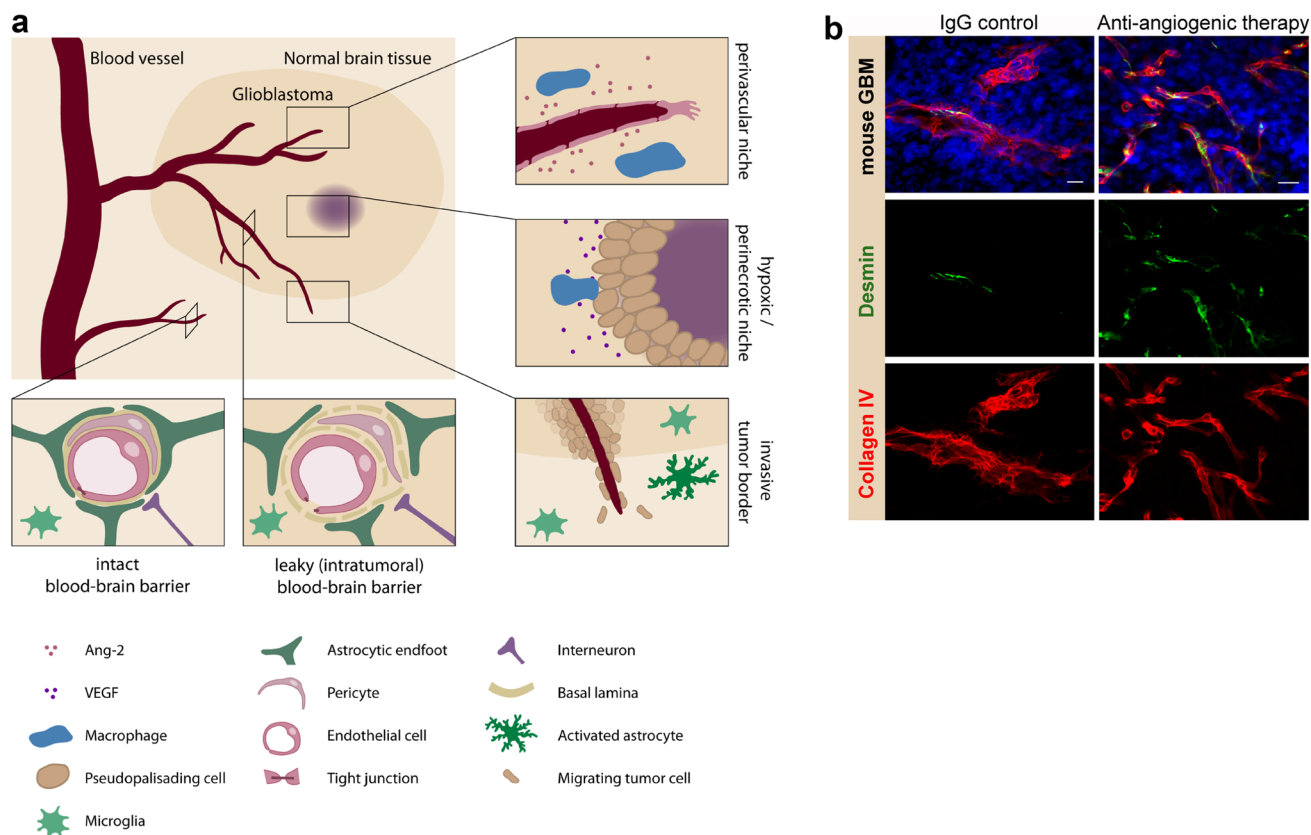 a
Blood vessel
Normal brain tissue
Glioblastoma
perivascular niche
hypoxic /
perinecrotic niche
invasive
tumor border
intact
blood-brain barrier
leaky (intratumoral)
blood-brain barrier
Ang-2
Astrocytic endfoot
Interneuron
VEGF
Pericyte
Basal lamina
Macrophage
Endothelial cell
Activated astrocyte
Pseudopalisading cell
Tight junction
Migrating tumor cell
Microglia
b
IgG control
Anti-angiogenic therapy
mouse GBM
Desmin
Collagen IV